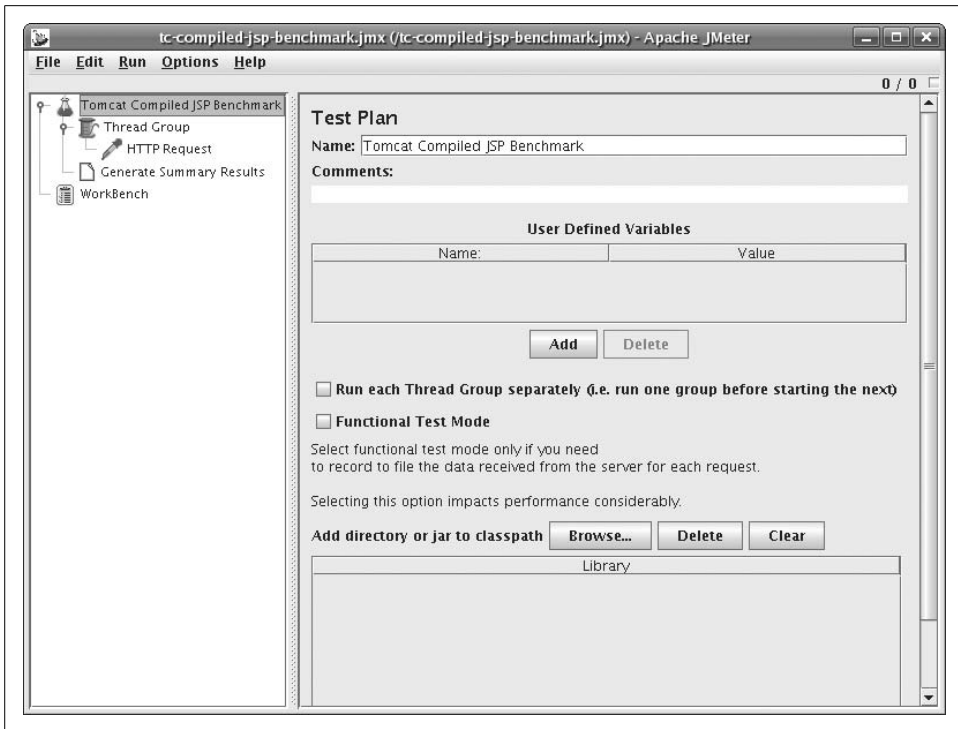 tc-compiled-jsp-benchmark.jmx (/tc-compiled-jsp-benchmark.jmx) - Apache JMeter
File Edit Run Options Help
0 / 0
Tomcat Compiled JSP Benchmark
Thread Group
HTTP Request
Generate Summary Results
WorkBench
Test Plan
Name: Tomcat Compiled JSP Benchmark
Comments:
User Defined Variables
Name: Value
Add Delete
Run each Thread Group separately (i.e. run one group before starting the next)
Functional Test Mode
Select functional test mode only if you need
to record to file the data received from the server for each request.
Selecting this option impacts performance considerably.
Add directory or jar to classpath Browse... Delete Clear
Library